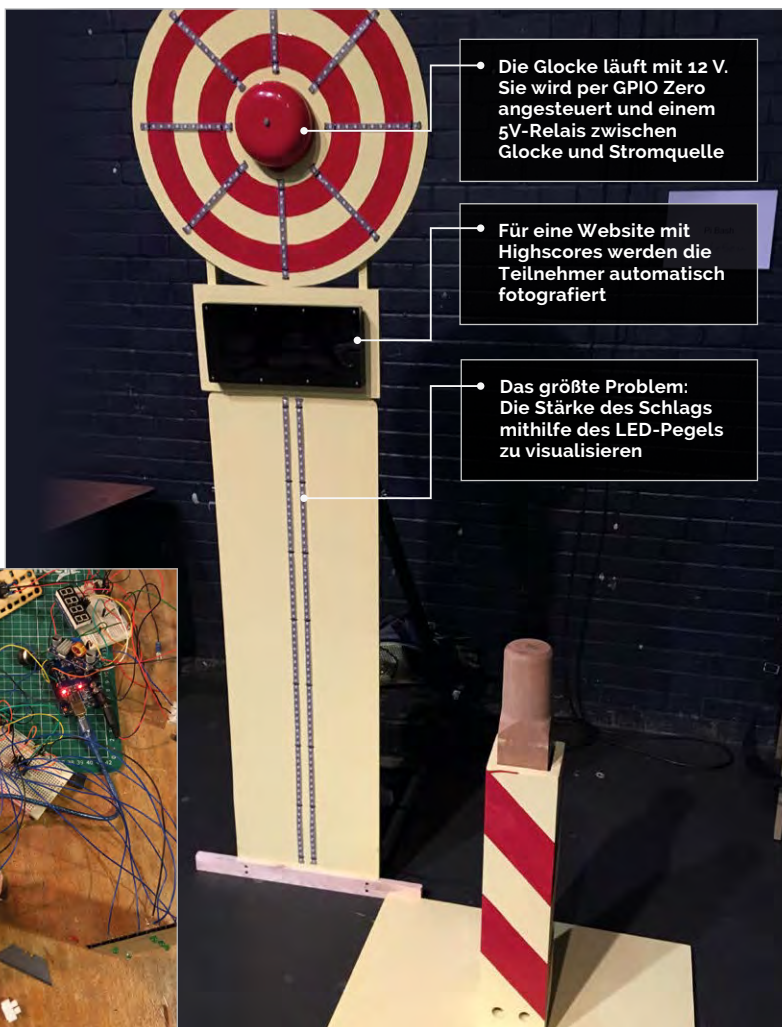 Die Glocke läuft mit 12 V.
Sie wird per GPIO Zero
angesteuert und einem
5V-Relais zwischen
Glocke und Stromquelle
Für eine Website mit
Highscores werden die
Teilnehmer automatisch
fotografiert
Das größte Problem:
Die Stärke des Schlags
mithilfe des LED-Pegels
zu visualisieren